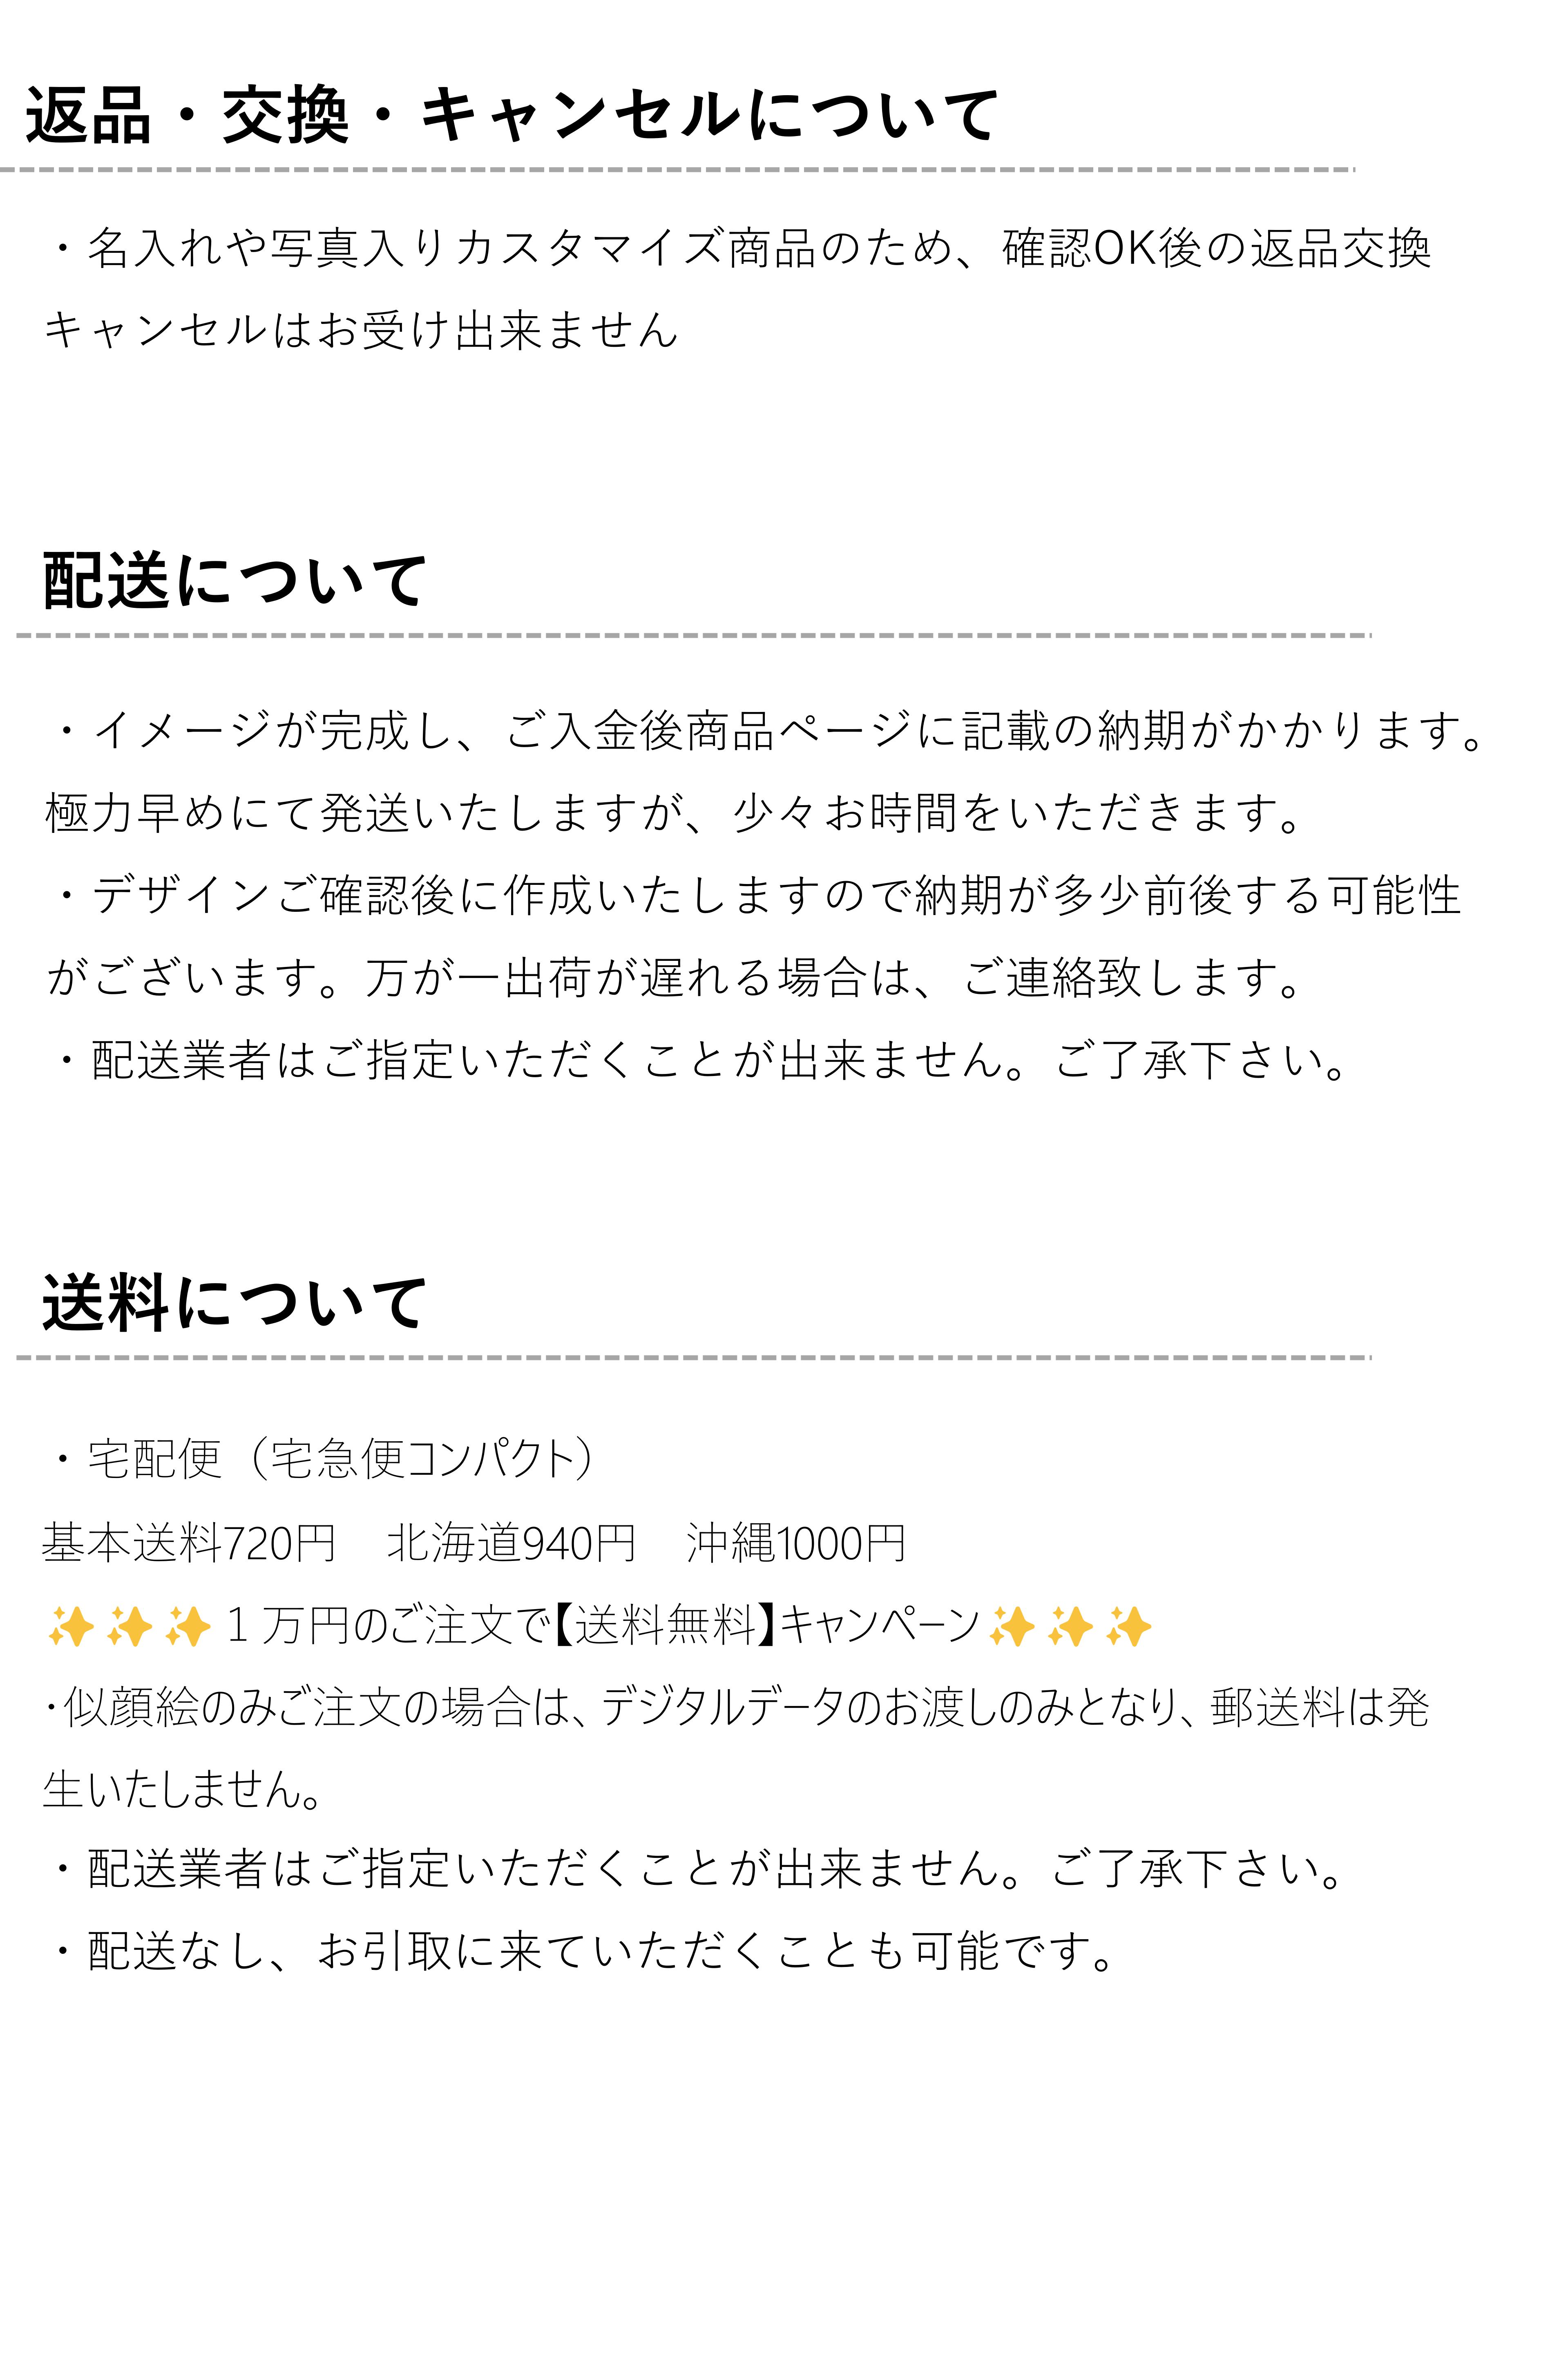 返品・交換・キャンセルについて
・名入れや写真入りカスタマイズ商品のため、確認OK後の返品交換
キャンセルはお受け出来ません
配送について
・イメージが完成し、ご入金後商品ページに記載の納期がかかります。
極力早めにて発送いたしますが、少々お時間をいただきます。
・デザインご確認後に作成いたしますので納期が多少前後する可能性
がございます。万が一出荷が遅れる場合は、ご連絡致します。
・配送業者はご指定いただくことが出来ません。ご了承下さい。
送料について
・宅配便（宅急便コンパクト）
基本送料720円　北海道940円　沖縄1000円
✨✨✨１万円のご注文で【送料無料】キャンペーン✨✨✨
・似顔絵のみご注文の場合は、デジタルデータのお渡しのみとなり、郵送料は発
生いたしません。
・配送業者はご指定いただくことが出来ません。ご了承下さい。
・配送なし、お引取に来ていただくことも可能です。